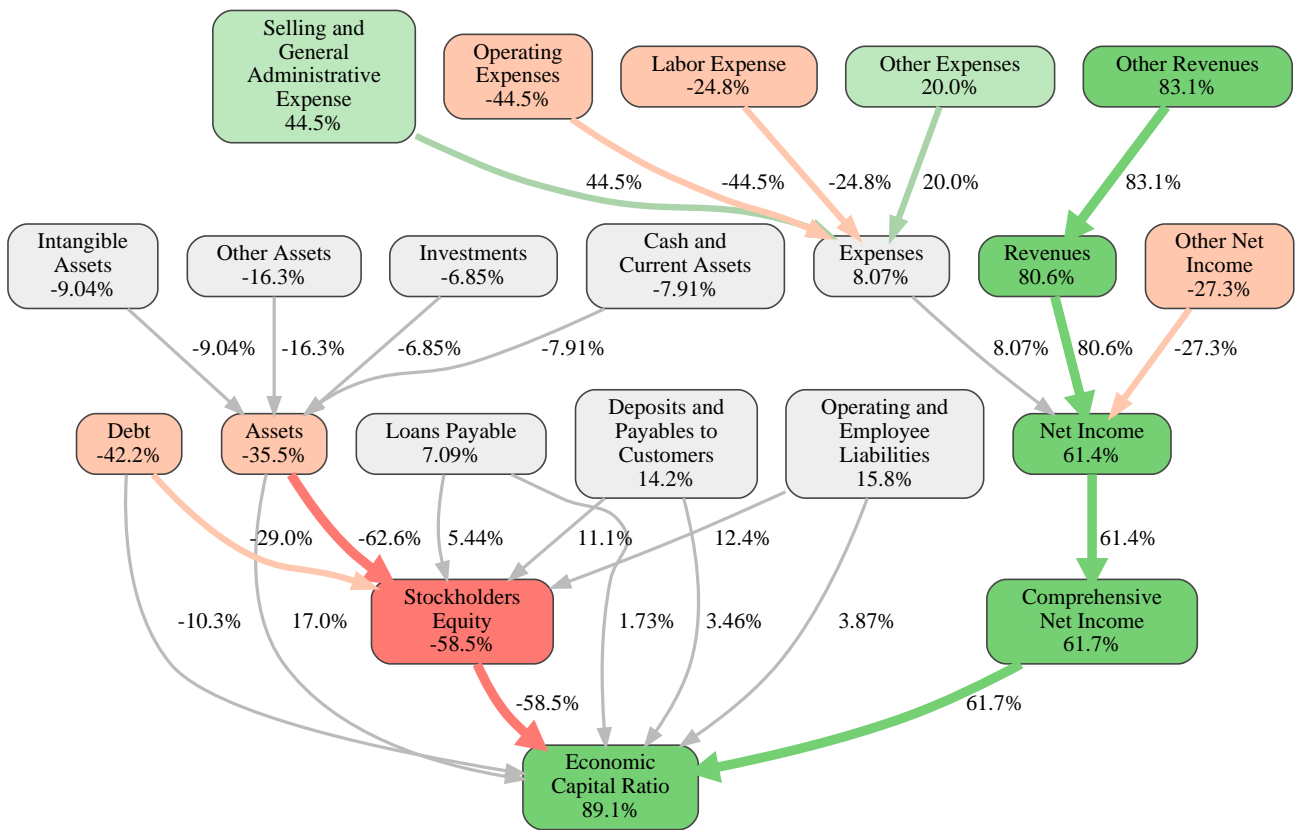 Selling and
General
Administrative
Expense
44.5%
Operating
Expenses
-44.5%
Labor Expense
-24.8%
Other Expenses
20.0%
Other Revenues
83.1%
44.5%
-44.5%
-24.8%
20.0%
83.1%
Intangible
Assets
-9.04%
Other Assets
-16.3%
Investments
-6.85%
Cash and
Current Assets
-7.91%
Expenses
8.07%
Revenues
80.6%
Other Net
Income
-27.3%
-9.04%
-16.3%
-6.85%
-7.91%
8.07%
80.6%
-27.3%
Debt
-42.2%
Assets
-35.5%
Loans Payable
7.09%
Deposits and
Payables to
Customers
14.2%
Operating and
Employee
Liabilities
15.8%
Net Income
61.4%
-29.0%
-62.6%
5.44%
11.1%
12.4%
61.4%
-10.3%
17.0%
Stockholders
Equity
-58.5%
1.73%
3.46%
3.87%
Comprehensive
Net Income
61.7%
-58.5%
61.7%
Economic
Capital Ratio
89.1%